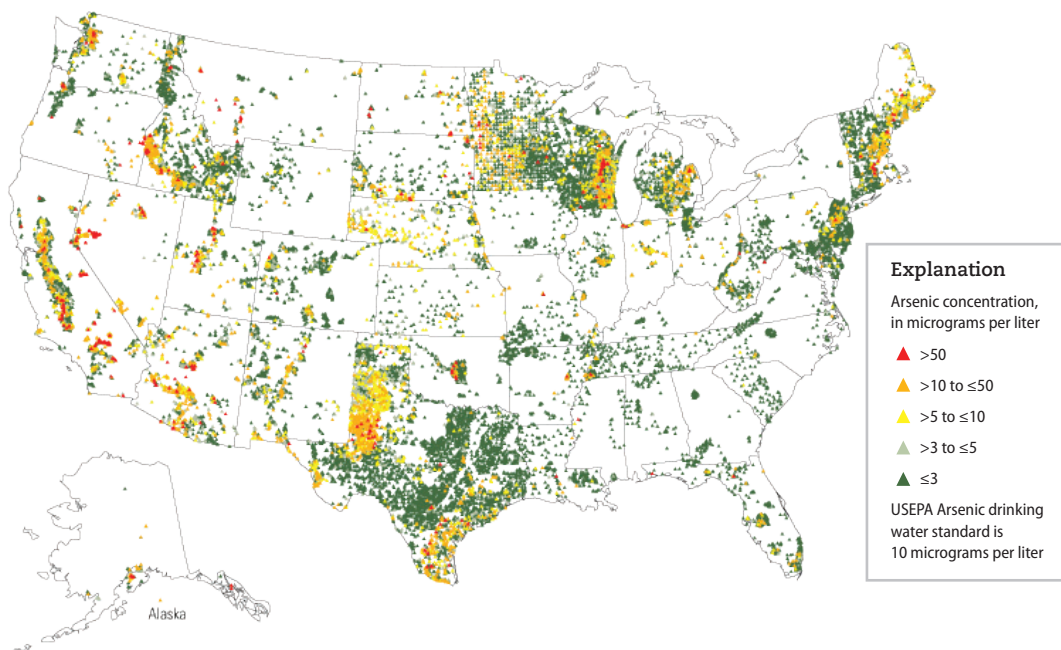 Explanation
Arsenic concentration,
in micrograms per liter
>50
>10 to ≤50
>5 to ≤10
>3 to ≤5
≤3
USEPA Arsenic drinking
water standard is
10 micrograms per liter
Alaska